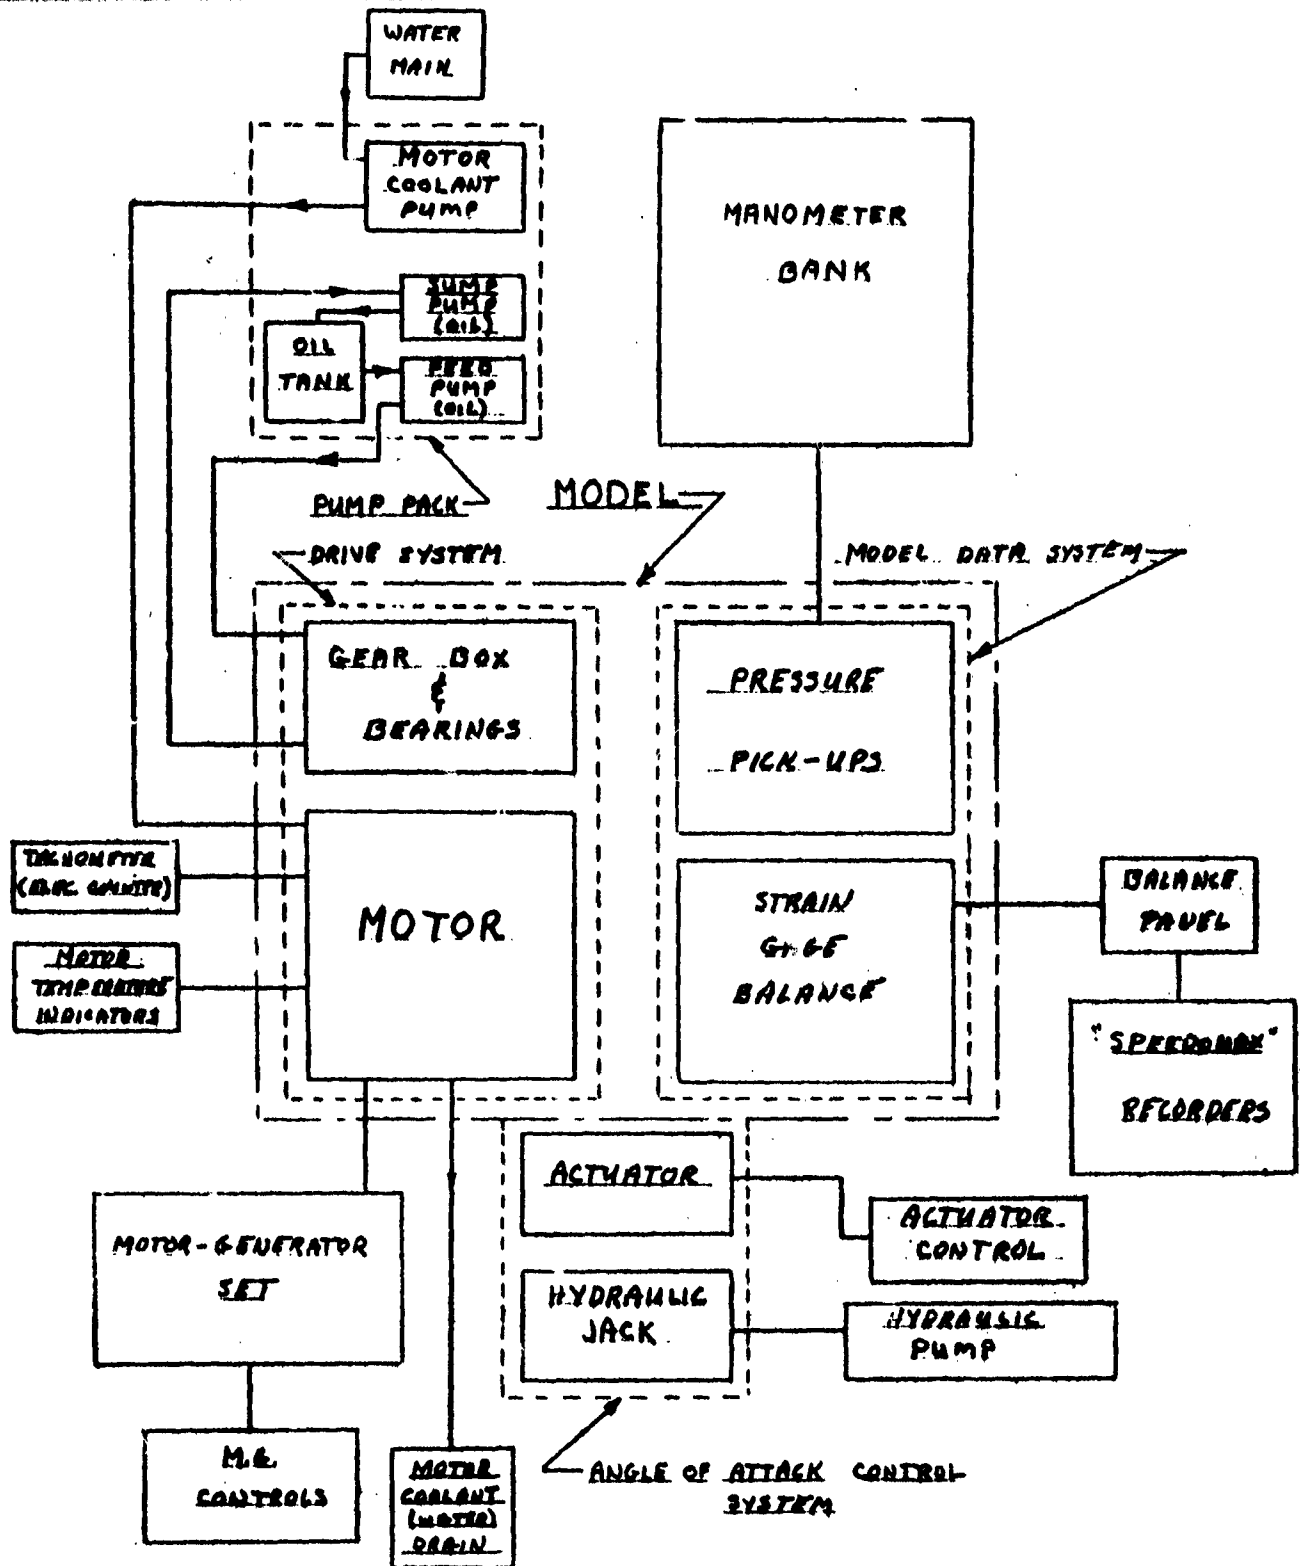 WATER
MAIN
MOTOR
COOLANT
PUMP
MANOMETER
BANK
SUMP
PUMP
(OIL)
OIL
TANK
FEED
PUMP
(OIL)
PUMP PACK
MODEL
DRIVE SYSTEM
MODEL DATA SYSTEM
GEAR BOX
&
BEARINGS
PRESSURE
PICK-UPS
TACHOMETER
(ELEC.
MOTOR
STRAIN
GAGE
BALANCE
BALANCE
PANEL
MOTOR
TEMPERATURE
INDICATORS
"SPEEDOMAX"
RECORDERS
ACTUATOR
ACTUATOR
CONTROL
MOTOR-GENERATOR
SET
HYDRAULIC
JACK
HYDRAULIC
PUMP
M.G.
CONTROLS
MOTOR
COOLANT
(WATER)
DRAIN
ANGLE OF ATTACK CONTROL
SYSTEM